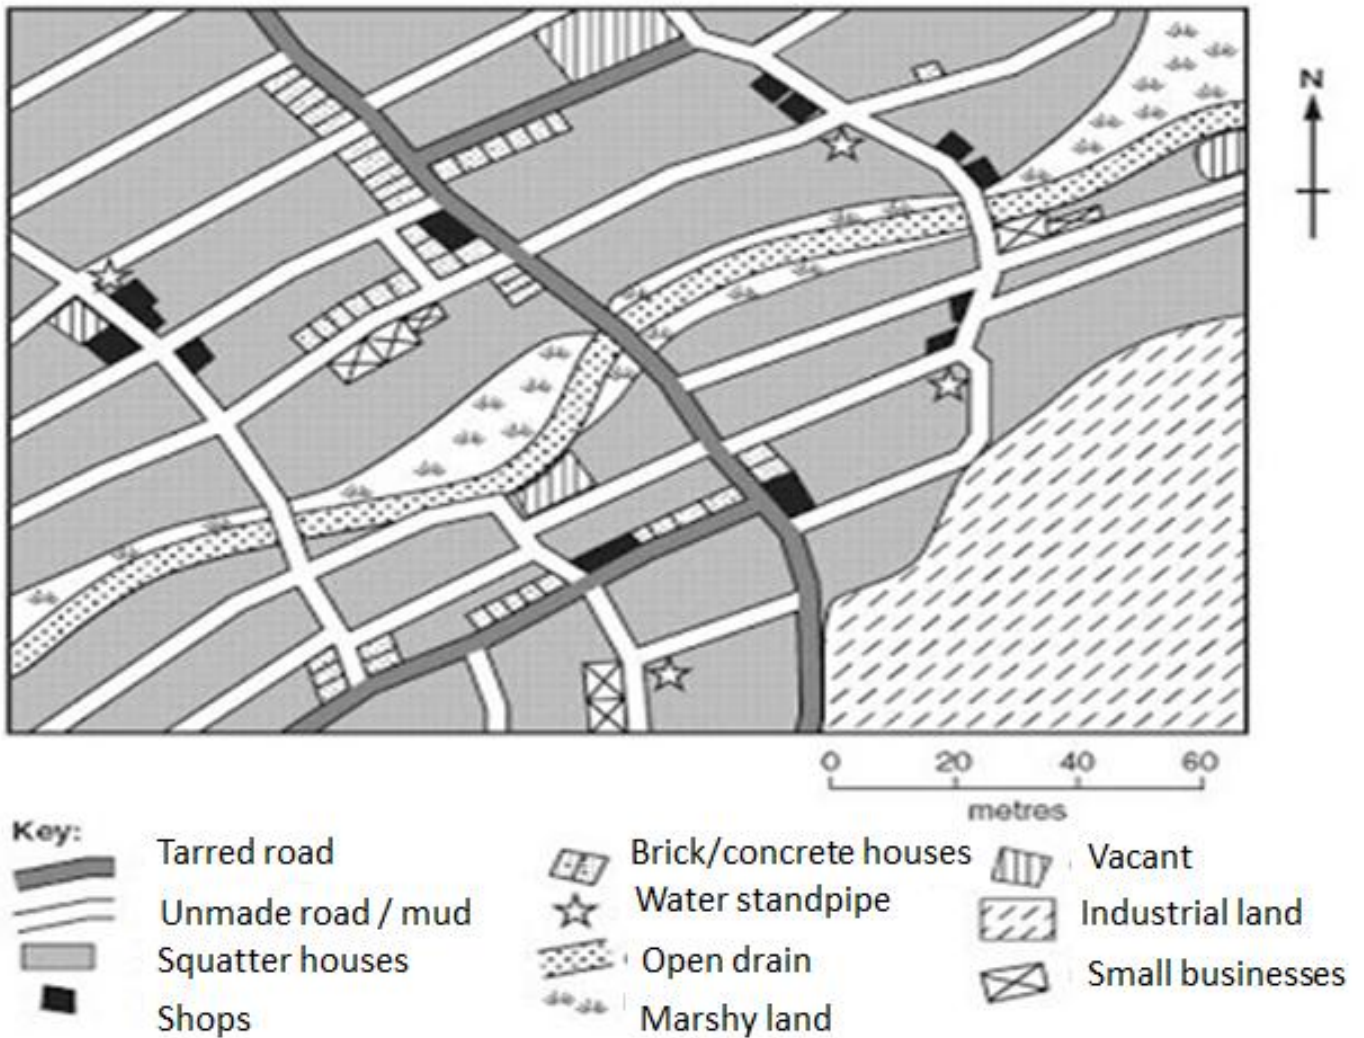 N
0 20 40 60
metres
Key:
Tarred road
Unmade road / mud
Squatter houses
Shops
Brick/concrete houses
Water standpipe
Open drain
Marshy land
Vacant
Industrial land
Small businesses